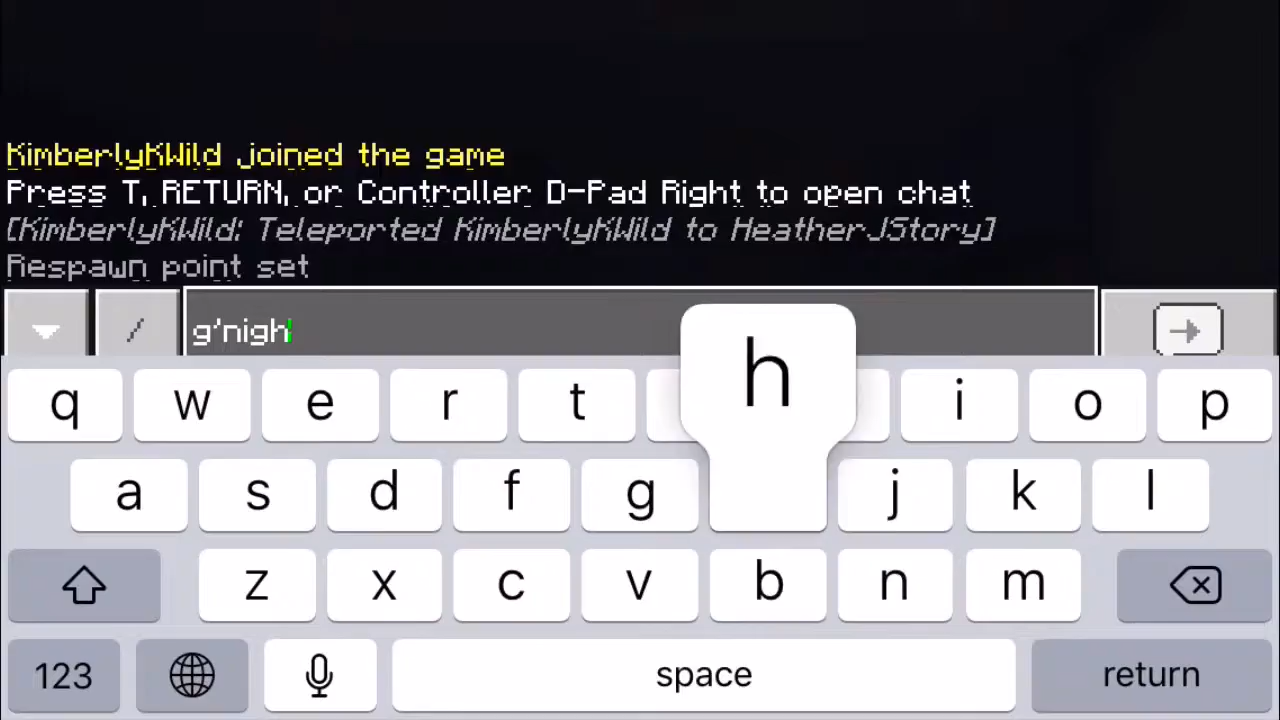 KimberlyKWild joined the game
Press T, RETURN, or Controller D-Pad Right to open chat
[KimberlyKWild: Teleported KimberlyKWild to HeatherJStory]
Respawn point set
/ g'nigh
h
q w e r t i o p
a s d f g j k l
z x c v b n m
123 space return